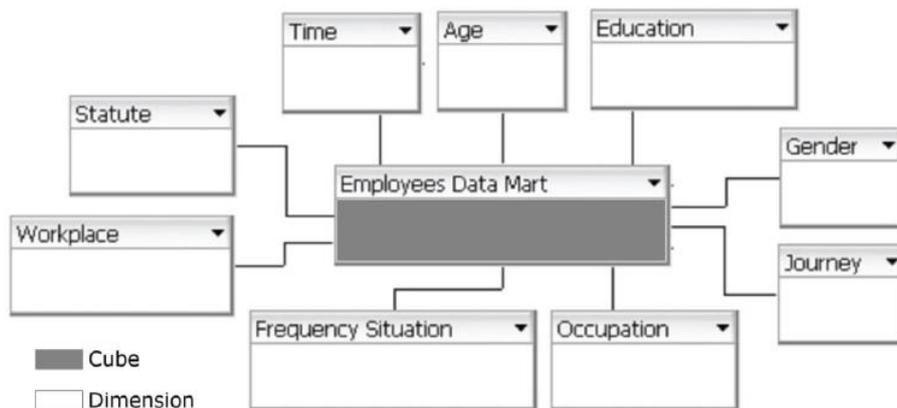 Time
Age
Education
Statute
Gender
Employees Data Mart
Workplace
Journey
Frequency Situation
Occupation
Cube
Dimension